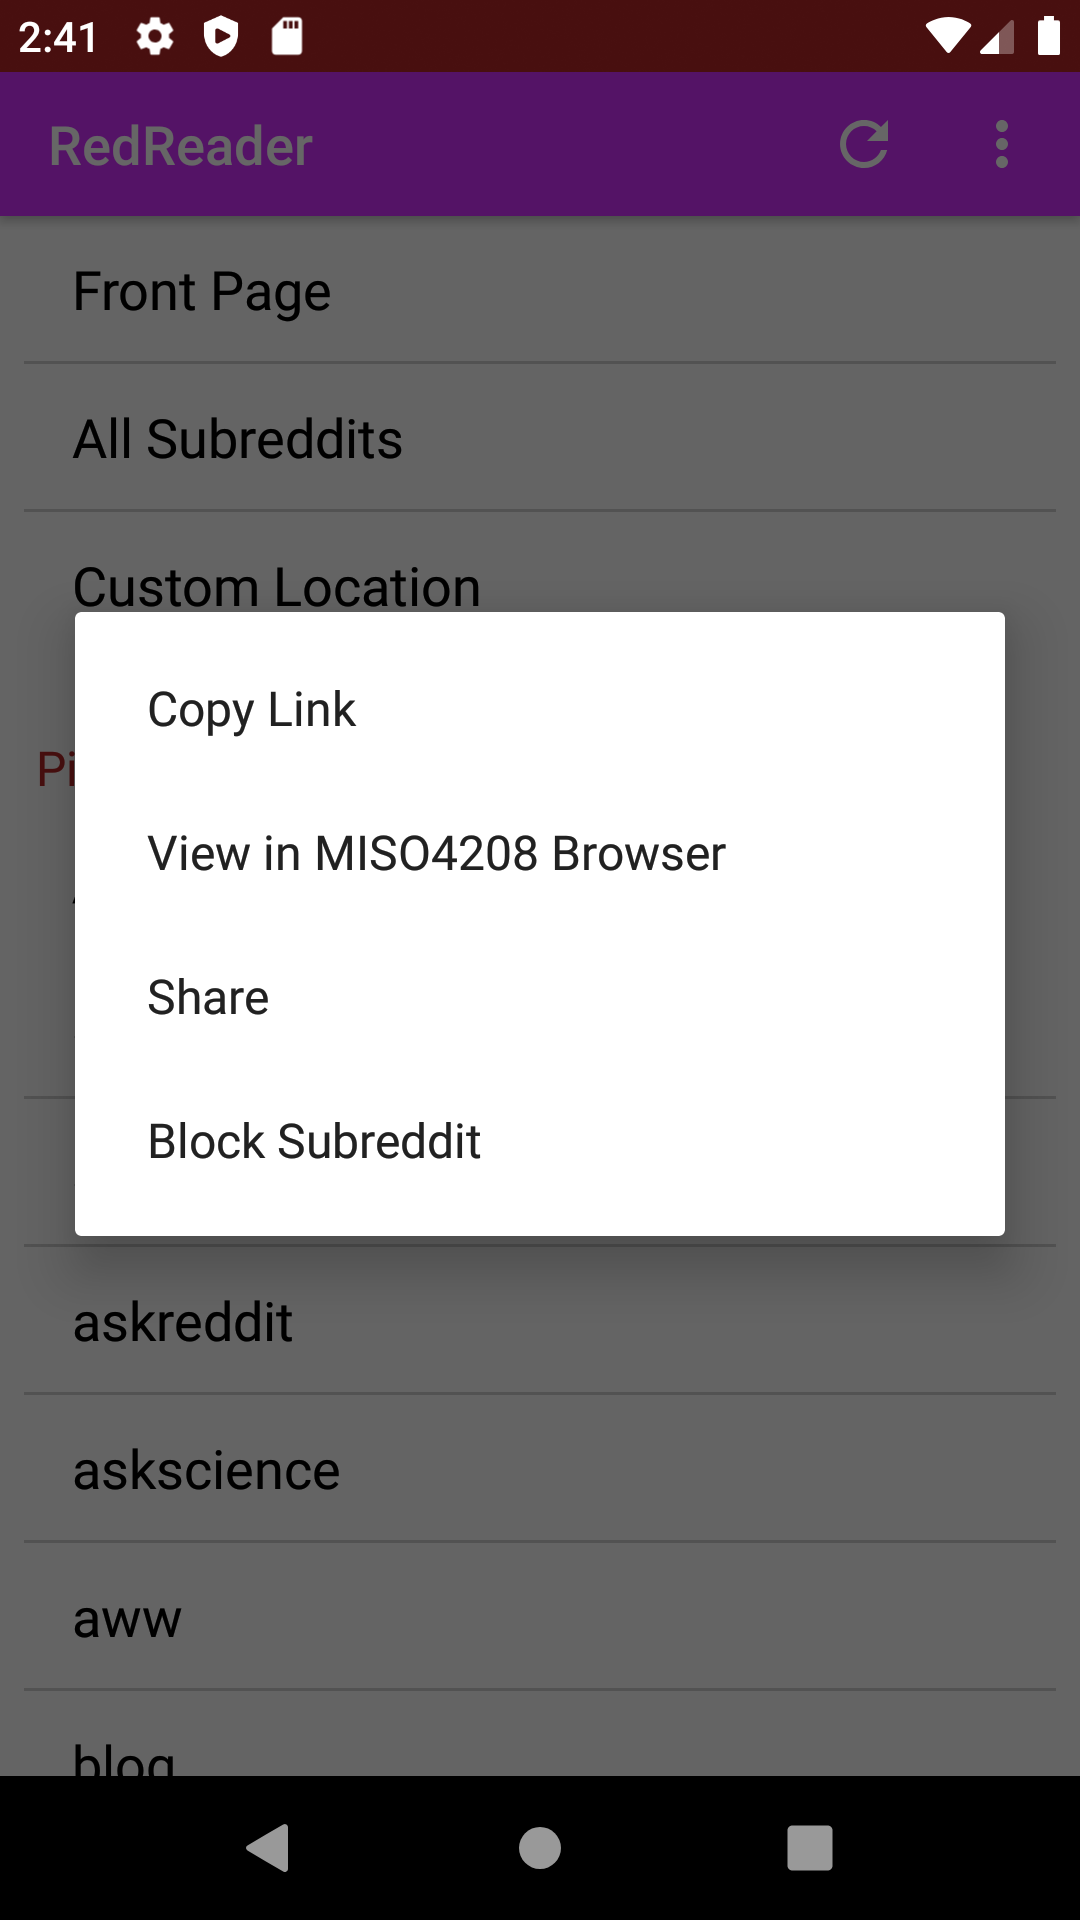 2:41
RedReader
Front Page
All Subreddits
Custom Location
Copy Link
Pi
View in MISO4208 Browser
Share
Block Subreddit
askreddit
askscience
aww
blog